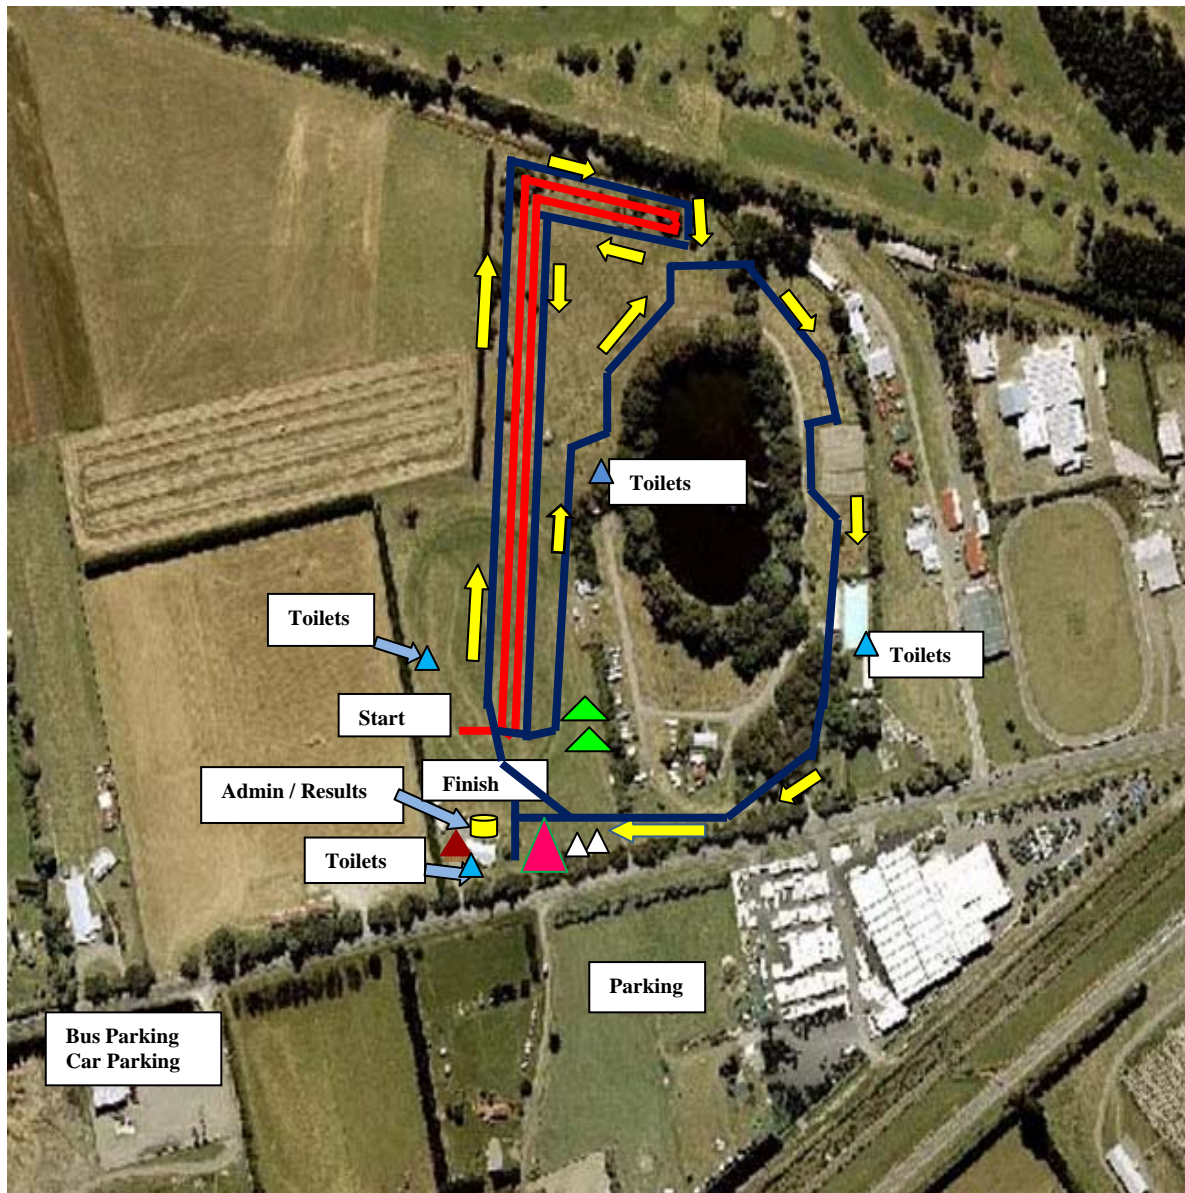 Toilets
Toilets
Toilets
Start
Finish
Admin / Results
Toilets
Parking
Bus Parking
Car Parking